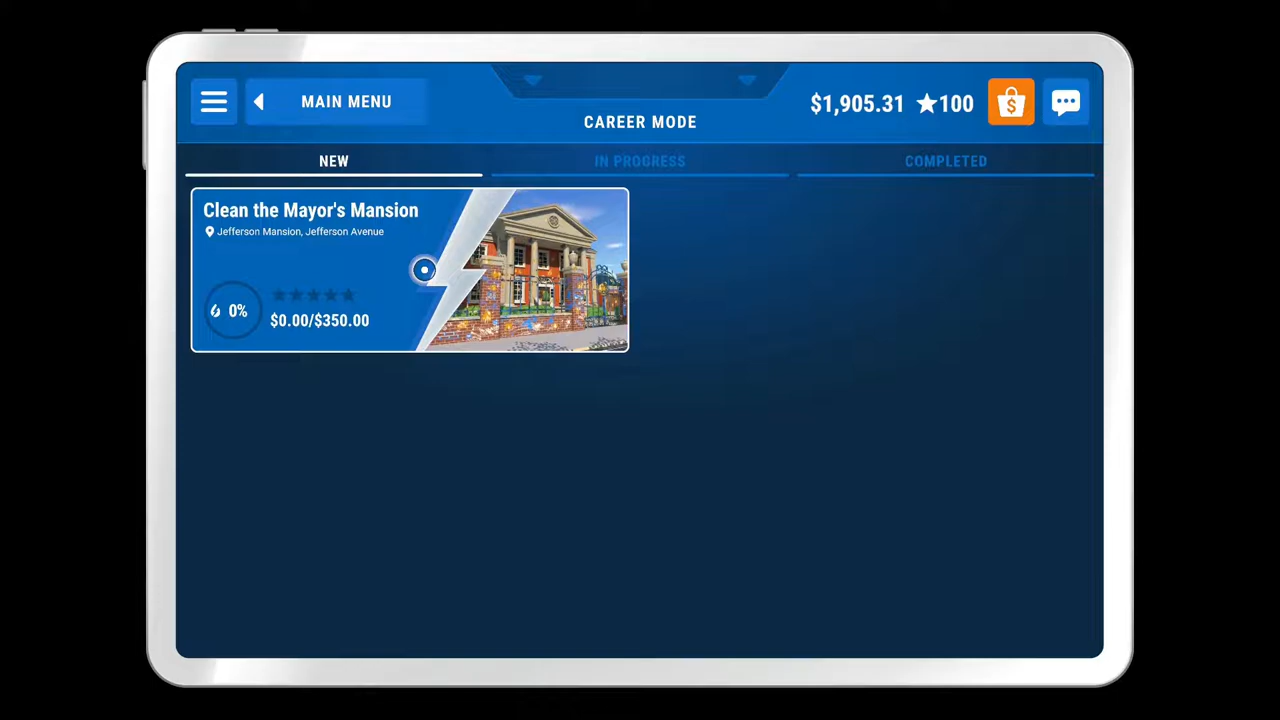 MAIN MENU
$1,905.31 ★100
$
CAREER MODE
NEW
IN PROGRESS
COMPLETED
Clean the Mayor's Mansion
Jefferson Mansion, Jefferson Avenue
0%
$0.00/$350.00